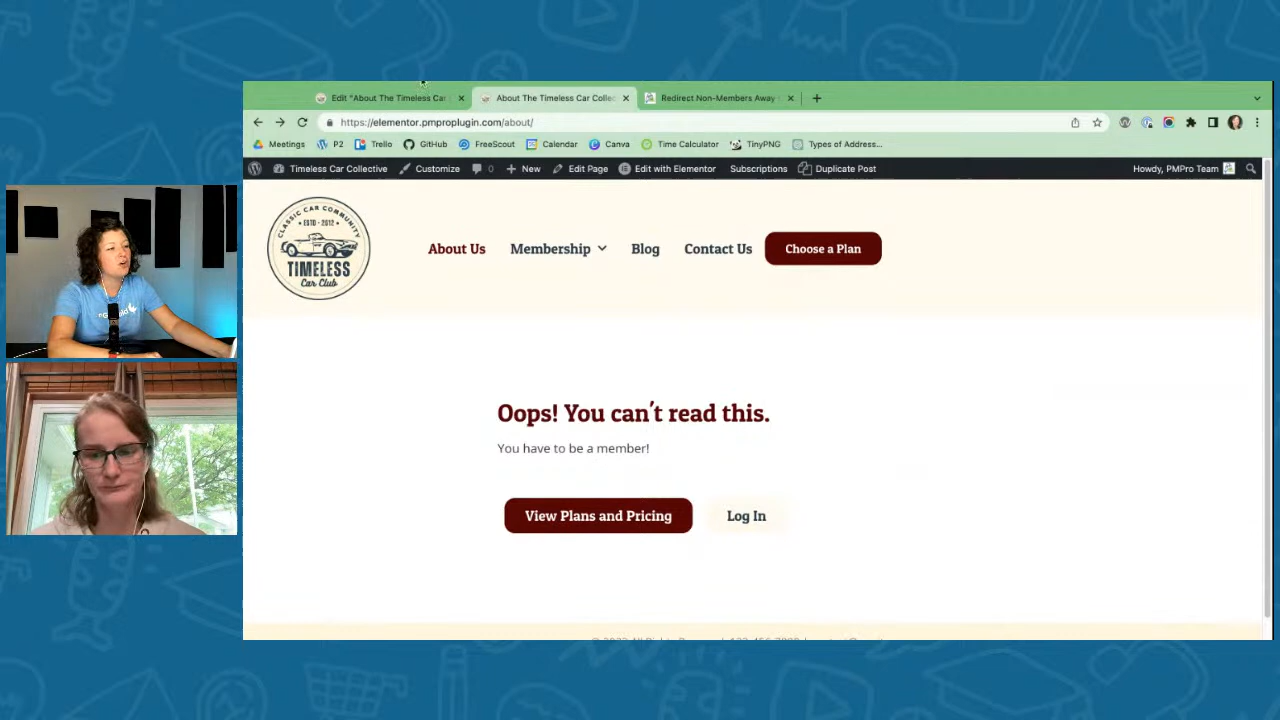 Edit "About The Timeless Car
About The Timeless Car Collec
Redirect Non-Members Away
https://elementor.pmproplugin.com/about/
Meetings
P2
Trello
GitHub
FreeScout
Calendar
Canva
Time Calculator
TinyPNG
Types of Address...
Timeless Car Collective
Customize
0
New
Edit Page
Edit with Elementor
Subscriptions
Duplicate Post
Howdy, PMPro Team
CLASSIC CAR COMMUNITY
ESTD · 2012
TIMELESS
Car Club
About Us
Membership
Blog
Contact Us
Choose a Plan
Oops! You can't read this.
You have to be a member!
View Plans and Pricing
Log In